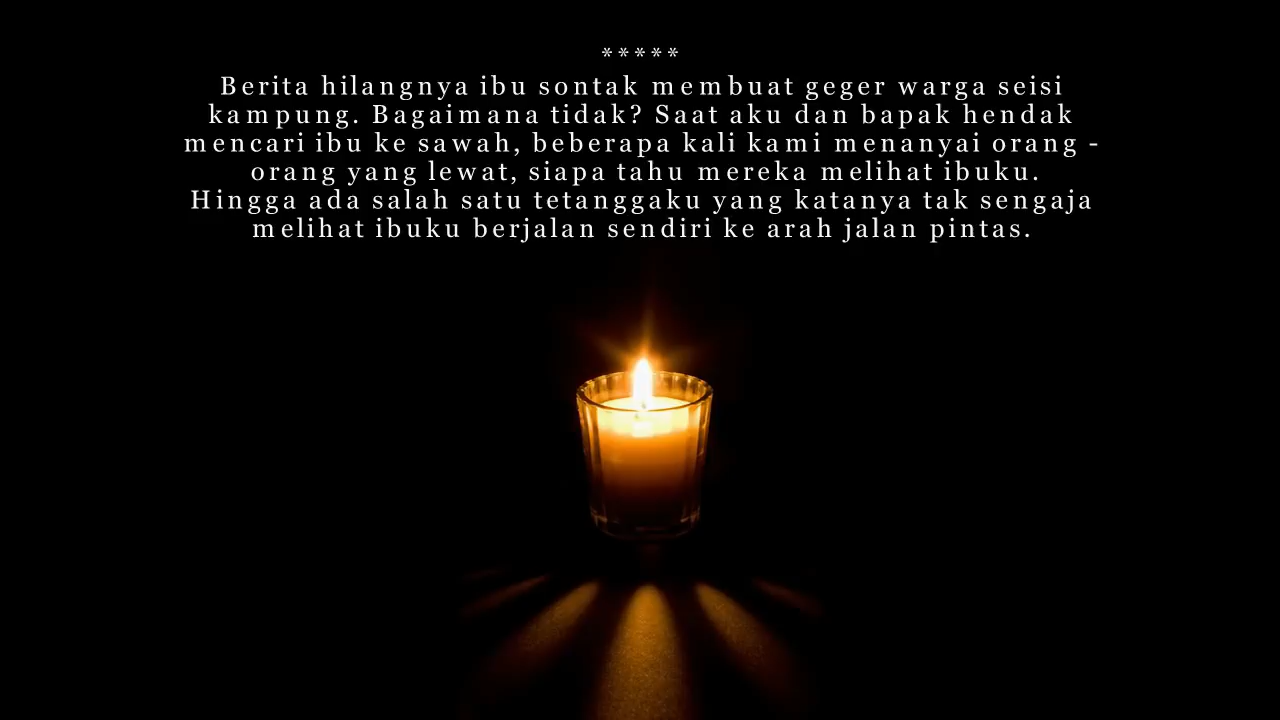 *****
Berita hilangnya ibu sontak membuat geger warga seisi
kampung. Bagaimana tidak? Saat aku dan bapak hendak
mencari ibu ke sawah, beberapa kali kami menanyai orang -
orang yang lewat, siapa tahu mereka melihat ibuku.
Hingga ada salah satu tetanggaku yang katanya tak sengaja
melihat ibuku berjalan sendiri ke arah jalan pintas.